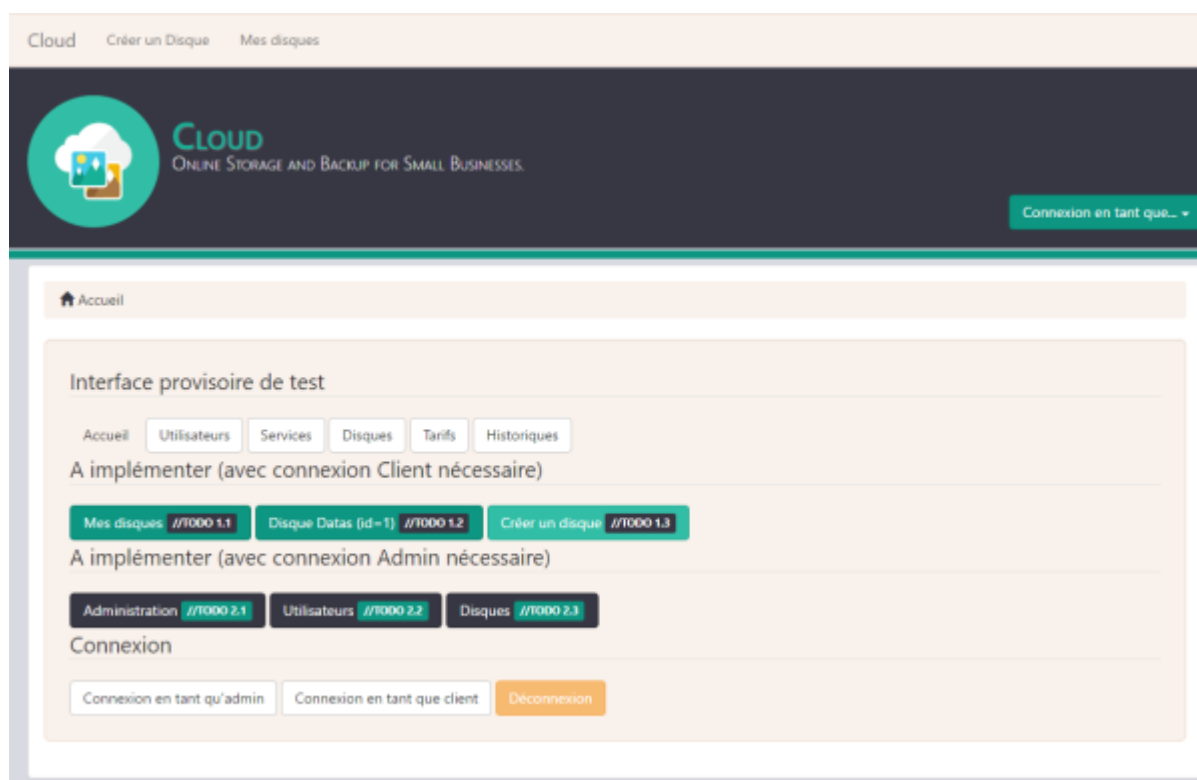 Cloud Créer un Disque Mes disques
Cloud
Online Storage and Backup for Small Businesses.
Connexion en tant que...
Accueil
Interface provisoire de test
Accueil Utilisateurs Services Disques Tarifs Historiques
A implémenter (avec connexion Client nécessaire)
Mes disques //TODO 1.1 Disque Datas (id=1) //TODO 1.2 Créer un disque //TODO 1.3
A implémenter (avec connexion Admin nécessaire)
Administration //TODO 2.1 Utilisateurs //TODO 2.2 Disques //TODO 2.3
Connexion
Connexion en tant qu'admin Connexion en tant que client Déconnexion